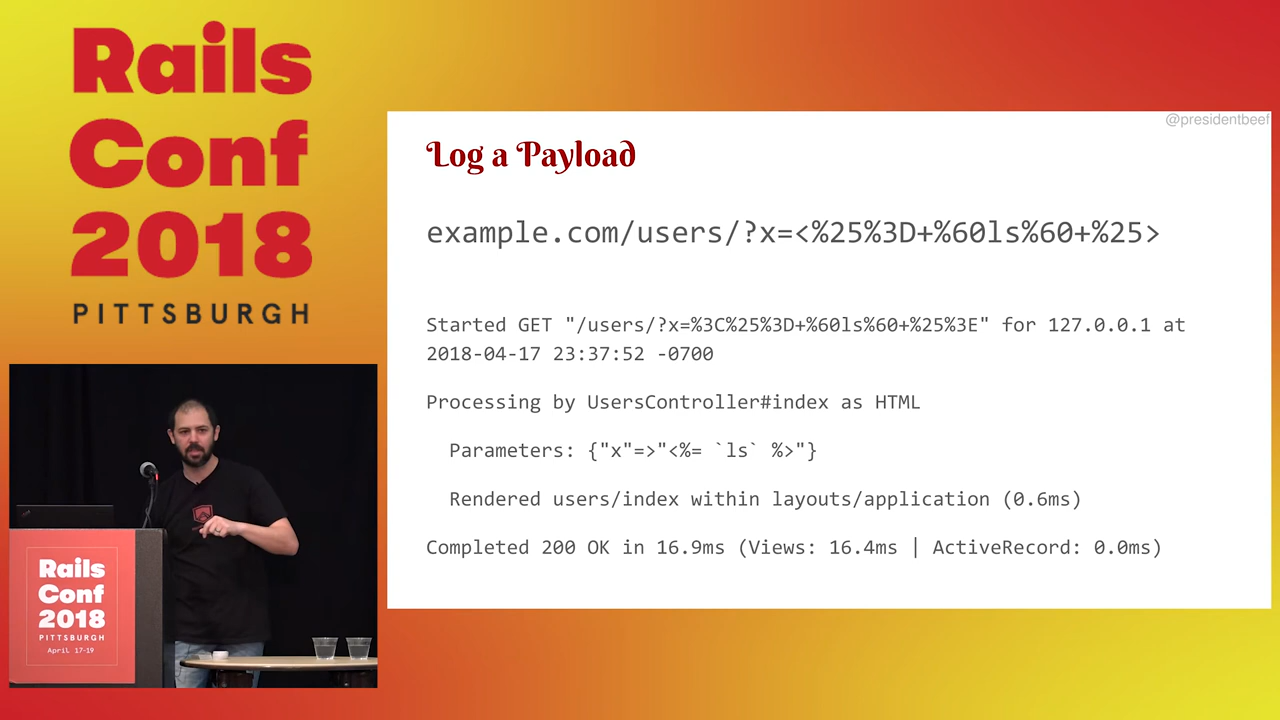 Rails
Conf
2018
PITTSBURGH
@presidentbeef
Log a Payload
example.com/users/?x=<%25%3D+%60ls%60+%25>
Started GET "/users/?x=%3C%25%3D+%60ls%60+%25%3E" for 127.0.0.1 at
2018-04-17 23:37:52 -0700
Processing by UsersController#index as HTML
Parameters: {"x"=>"<%= `ls` %>"}
Rendered users/index within layouts/application (0.6ms)
Completed 200 OK in 16.9ms (Views: 16.4ms | ActiveRecord: 0.0ms)
Rails
Conf
2018
PITTSBURGH
April 17-19